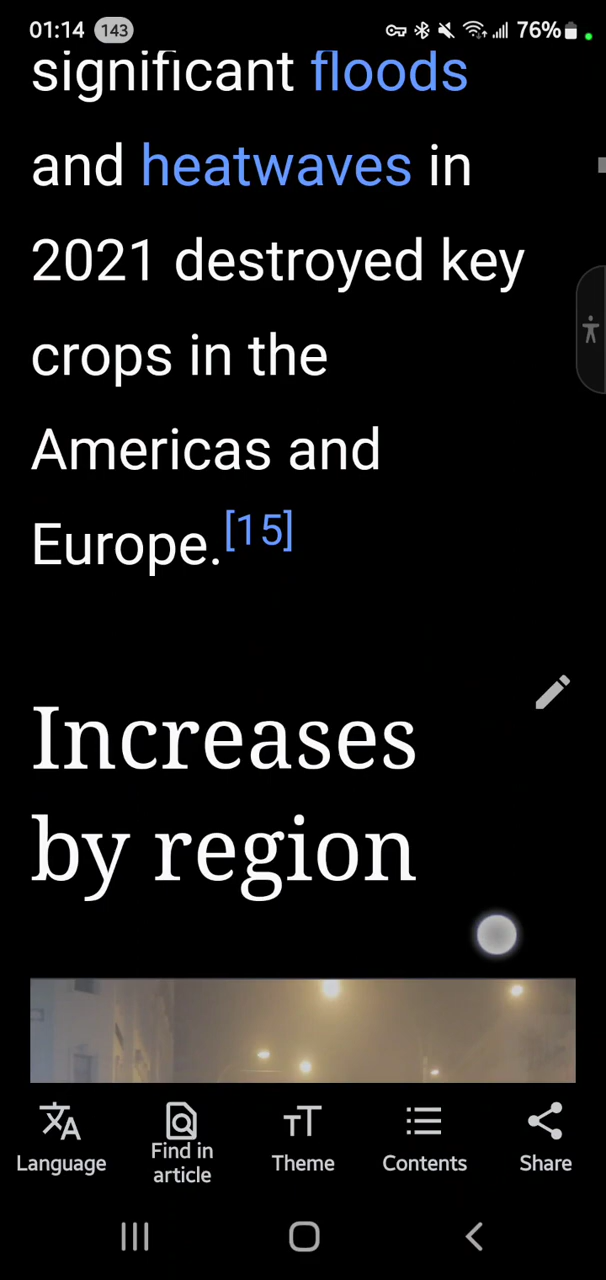 01:14 143 76%
significant floods
and heatwaves in
2021 destroyed key
crops in the
Americas and
Europe.[15]
Increases
by region
Language Find in article Theme Contents Share